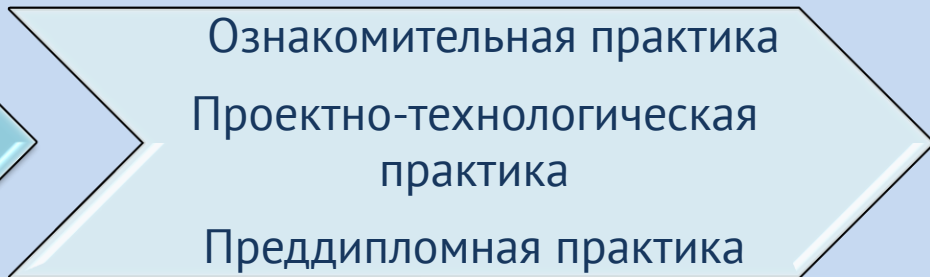 Ознакомительная практика
Проектно-технологическая
практика
Преддипломная практика